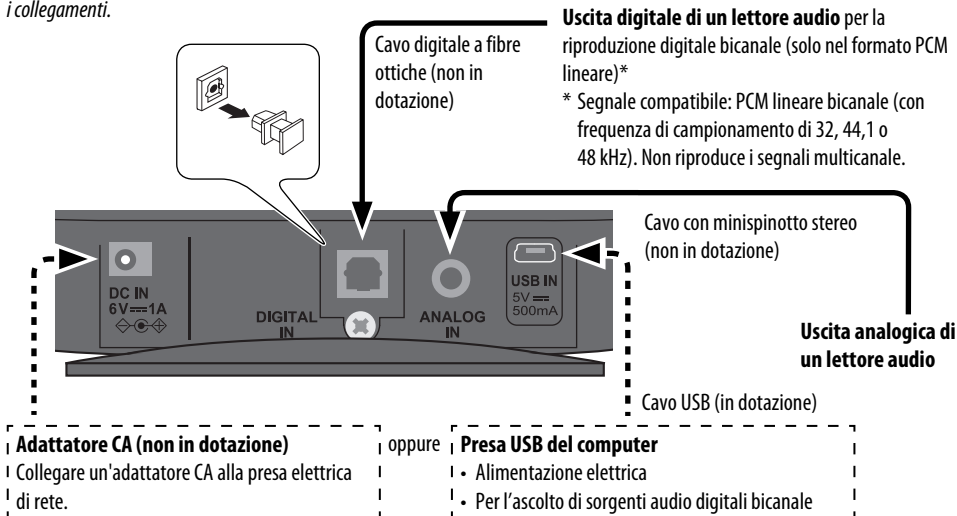 i collegamenti.
Cavo digitale a fibre
ottiche (non in
dotazione)
Uscita digitale di un lettore audio per la
riproduzione digitale bicanale (solo nel formato PCM
lineare)*
* Segnale compatibile: PCM lineare bicanale (con
frequenza di campionamento di 32, 44,1 o
48 kHz). Non riproduce i segnali multicanale.
Cavo con minispinotto stereo
(non in dotazione)
DC IN
6V 1A
DIGITAL
IN
ANALOG
IN
USB IN
5V
500mA
Uscita analogica di
un lettore audio
Cavo USB (in dotazione)
Adattatore CA (non in dotazione)
Collegare un'adattatore CA alla presa elettrica
di rete.
oppure
Presa USB del computer
• Alimentazione elettrica
• Per l’ascolto di sorgenti audio digitali bicanale